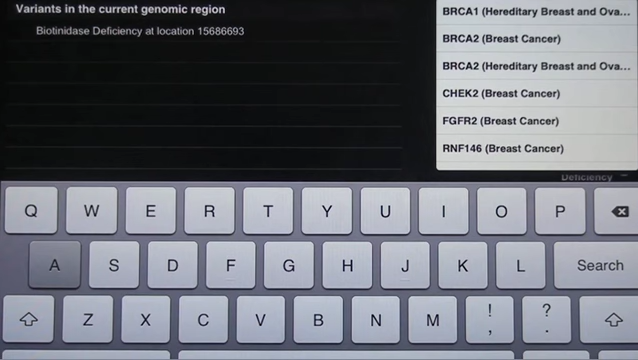 Variants in the current genomic region
Biotinidase Deficiency at location 15686693
BRCA1 (Hereditary Breast and Ova...
BRCA2 (Breast Cancer)
BRCA2 (Hereditary Breast and Ova...
CHEK2 (Breast Cancer)
FGFR2 (Breast Cancer)
RNF146 (Breast Cancer)
Deficiency
Q W E R T Y U I O P
A S D F G H J K L Search
Z X C V B N M ! , ? .